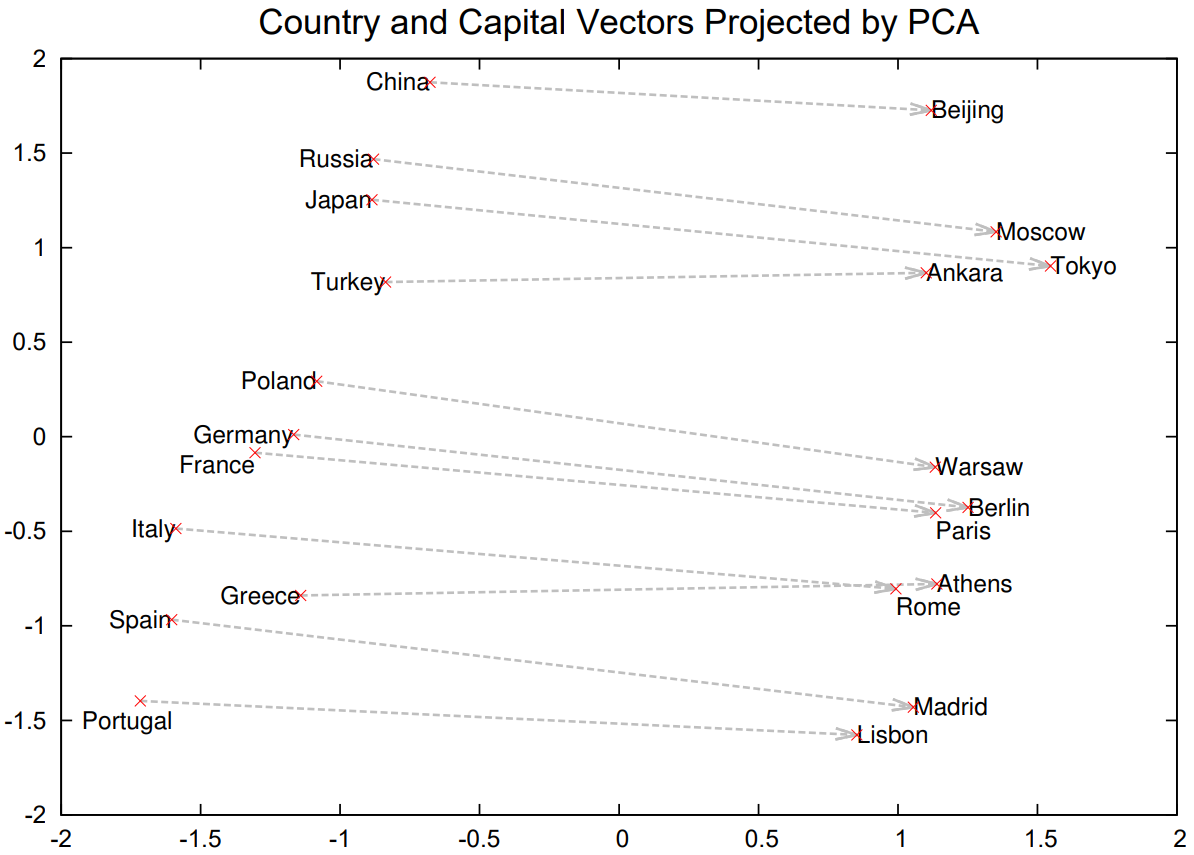 Country and Capital Vectors Projected by PCA
2
China
Beijing
1.5
Russia
Japan
Moscow
1
Tokyo
Ankara
Turkey
0.5
Poland
0
Germany
France
Warsaw
Berlin
-0.5
Italy
Paris
Athens
Greece
Rome
-1
Spain
Madrid
-1.5
Portugal
Lisbon
-2
-2 -1.5 -1 -0.5 0 0.5 1 1.5 2